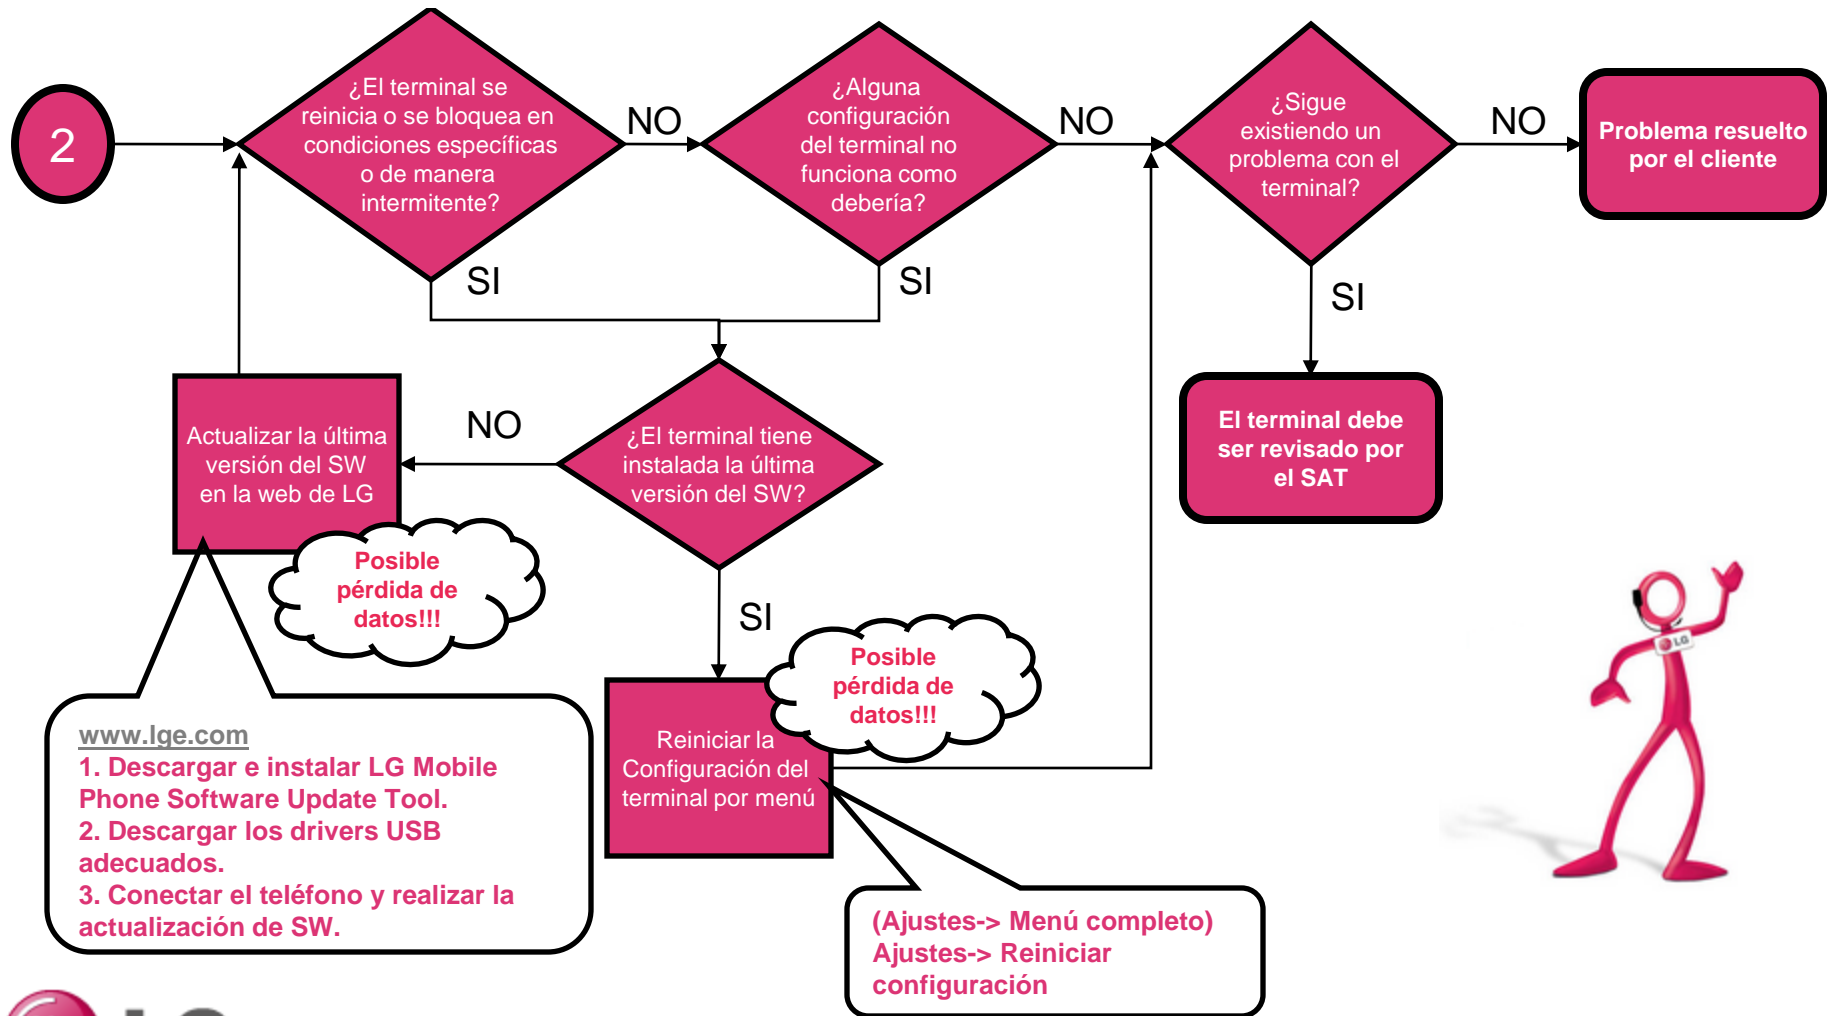 2
¿El terminal se
reinicia o se bloquea en
condiciones específicas
o de manera
intermitente?
NO
¿Alguna
configuración
del terminal no
funciona como
debería?
NO
¿Sigue
existiendo un
problema con el
terminal?
NO
Problema resuelto
por el cliente
SI
SI
SI
El terminal debe
ser revisado por
el SAT
¿El terminal tiene
instalada la última
versión del SW?
NO
Actualizar la última
versión del SW
en la web de LG
Posible
pérdida de
datos!!!
SI
Posible
pérdida de
datos!!!
Reiniciar la
Configuración del
terminal por menú
www.lge.com
1. Descargar e instalar LG Mobile
Phone Software Update Tool.
2. Descargar los drivers USB
adecuados.
3. Conectar el teléfono y realizar la
actualización de SW.
(Ajustes-> Menú completo)
Ajustes-> Reiniciar
configuración
LG
LG